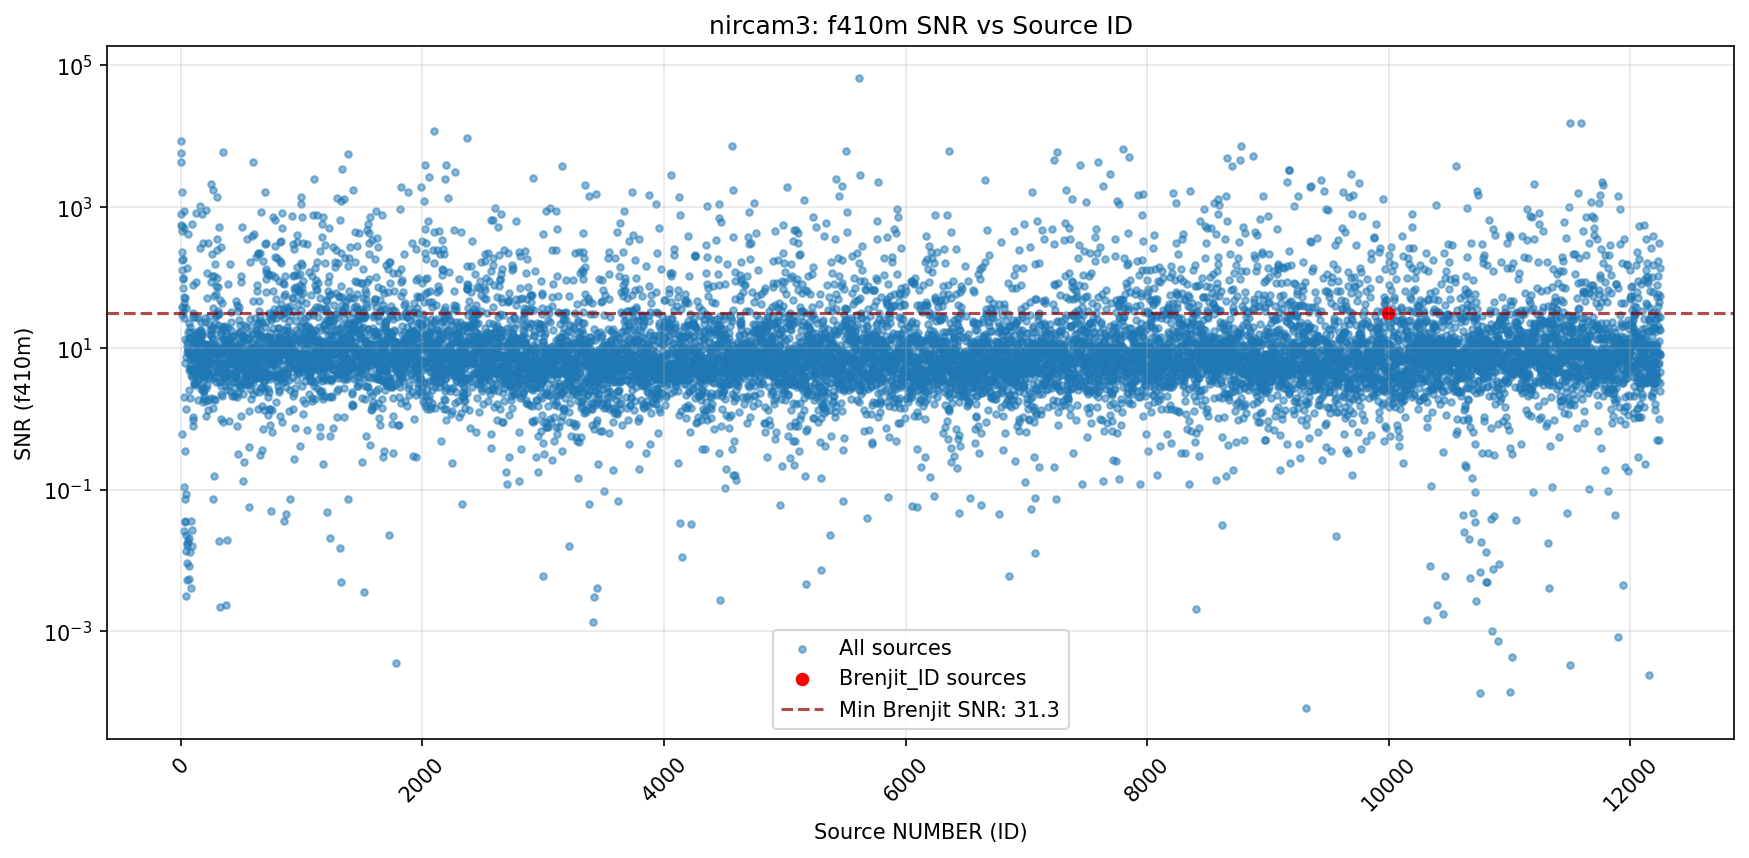 nircam3: f410m SNR vs Source ID
SNR (f410m)
10^5
10^3
10^1
10^-1
10^-3
All sources
Brenjit_ID sources
Min Brenjit SNR: 31.3
0
2000
4000
6000
8000
10000
12000
Source NUMBER (ID)